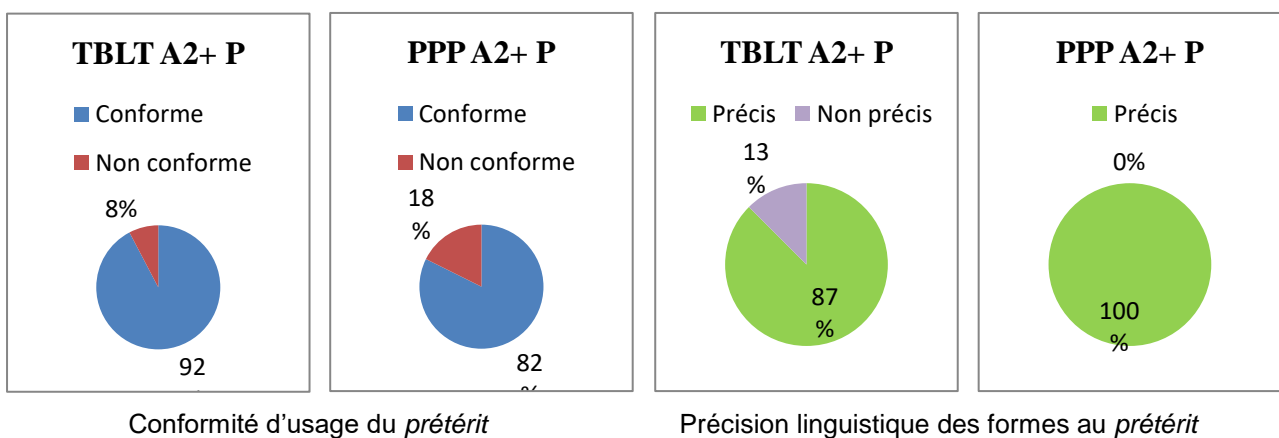 TBLT A2+ P
Conforme
Non conforme
8%
92
PPP A2+ P
Conforme
Non conforme
18
%
82
%
TBLT A2+ P
Précis Non précis
13
%
87
%
PPP A2+ P
Précis
0%
100
%
Conformité d'usage du prétérit
Précision linguistique des formes au prétérit